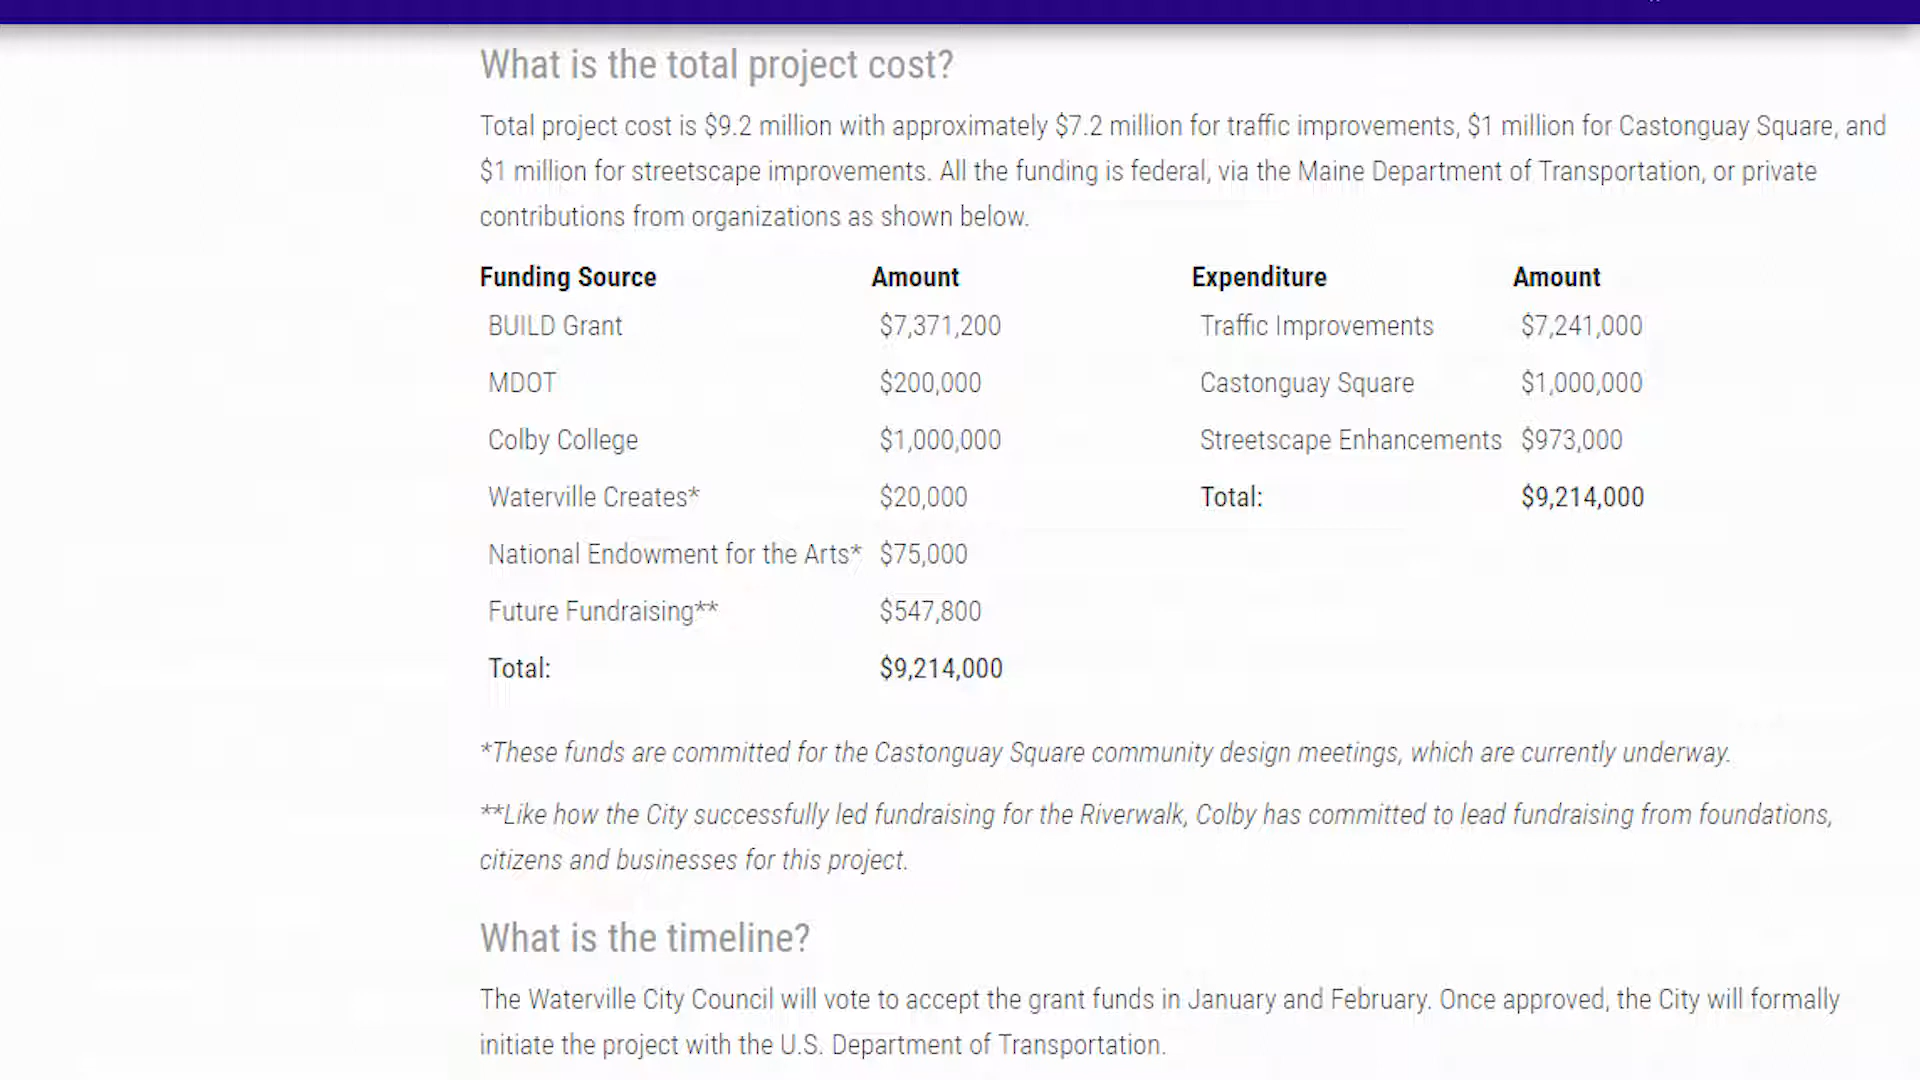 What is the total project cost?
Total project cost is $9.2 million with approximately $7.2 million for traffic improvements, $1 million for Castonguay Square, and
$1 million for streetscape improvements. All the funding is federal, via the Maine Department of Transportation, or private
contributions from organizations as shown below.
Funding Source Amount Expenditure Amount
BUILD Grant $7,371,200 Traffic Improvements $7,241,000
MDOT $200,000 Castonguay Square $1,000,000
Colby College $1,000,000 Streetscape Enhancements $973,000
Waterville Creates* $20,000 Total: $9,214,000
National Endowment for the Arts* $75,000
Future Fundraising** $547,800
Total: $9,214,000
*These funds are committed for the Castonguay Square community design meetings, which are currently underway.
**Like how the City successfully led fundraising for the Riverwalk, Colby has committed to lead fundraising from foundations,
citizens and businesses for this project.
What is the timeline?
The Waterville City Council will vote to accept the grant funds in January and February. Once approved, the City will formally
initiate the project with the U.S. Department of Transportation.